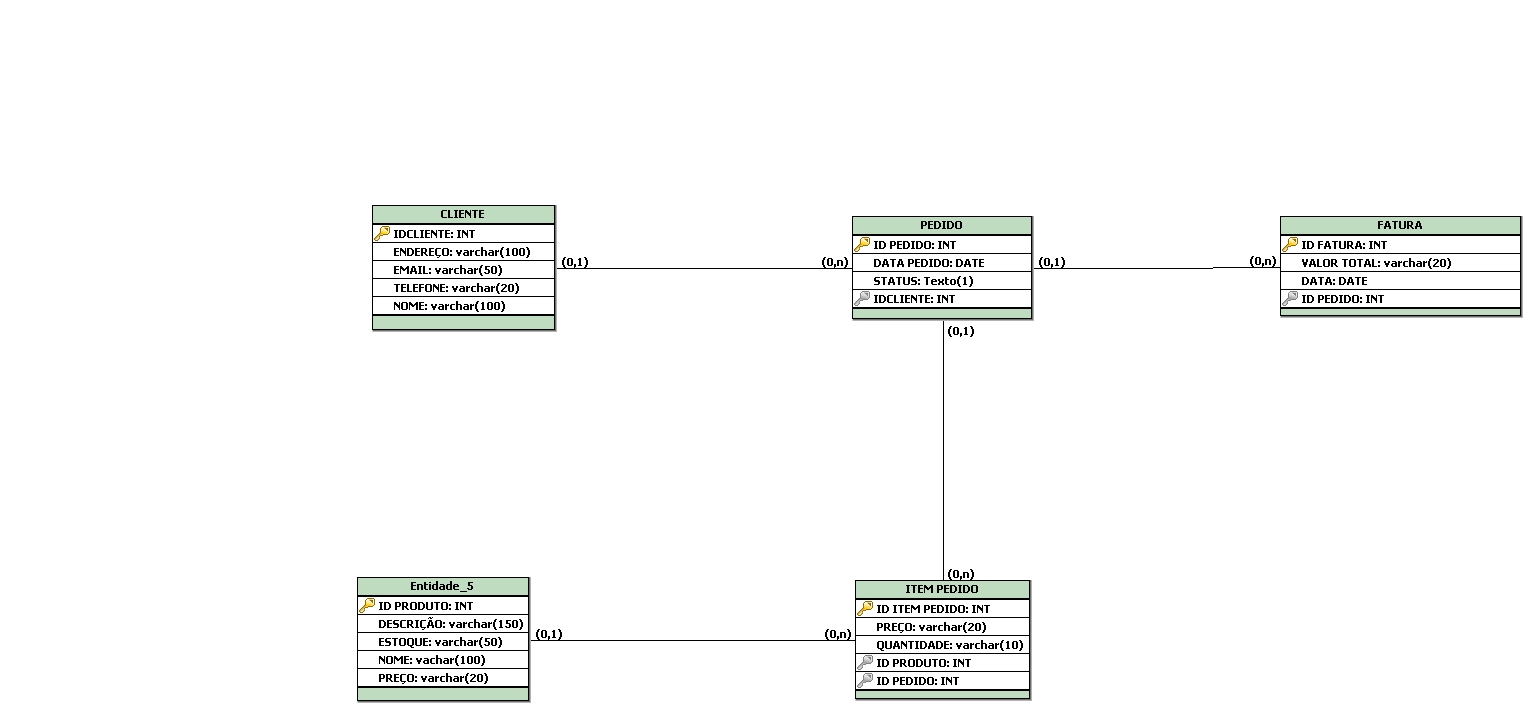 CLIENTE
IDCLIENTE: INT
ENDEREÇO: varchar(100)
EMAIL: varchar(50)
TELEFONE: varchar(20)
NOME: varchar(100)
(0,1)
(0,n)
PEDIDO
ID PEDIDO: INT
DATA PEDIDO: DATE
STATUS: Texto(1)
IDCLIENTE: INT
(0,1)
(0,n)
FATURA
ID FATURA: INT
VALOR TOTAL: varchar(20)
DATA: DATE
ID PEDIDO: INT
(0,1)
(0,n)
Entidade_5
ID PRODUTO: INT
DESCRIÇÃO: varchar(150)
ESTOQUE: varchar(50)
NOME: vachar(100)
PREÇO: varchar(20)
(0,1)
(0,n)
ITEM PEDIDO
ID ITEM PEDIDO: INT
PREÇO: varchar(20)
QUANTIDADE: varchar(10)
ID PRODUTO: INT
ID PEDIDO: INT